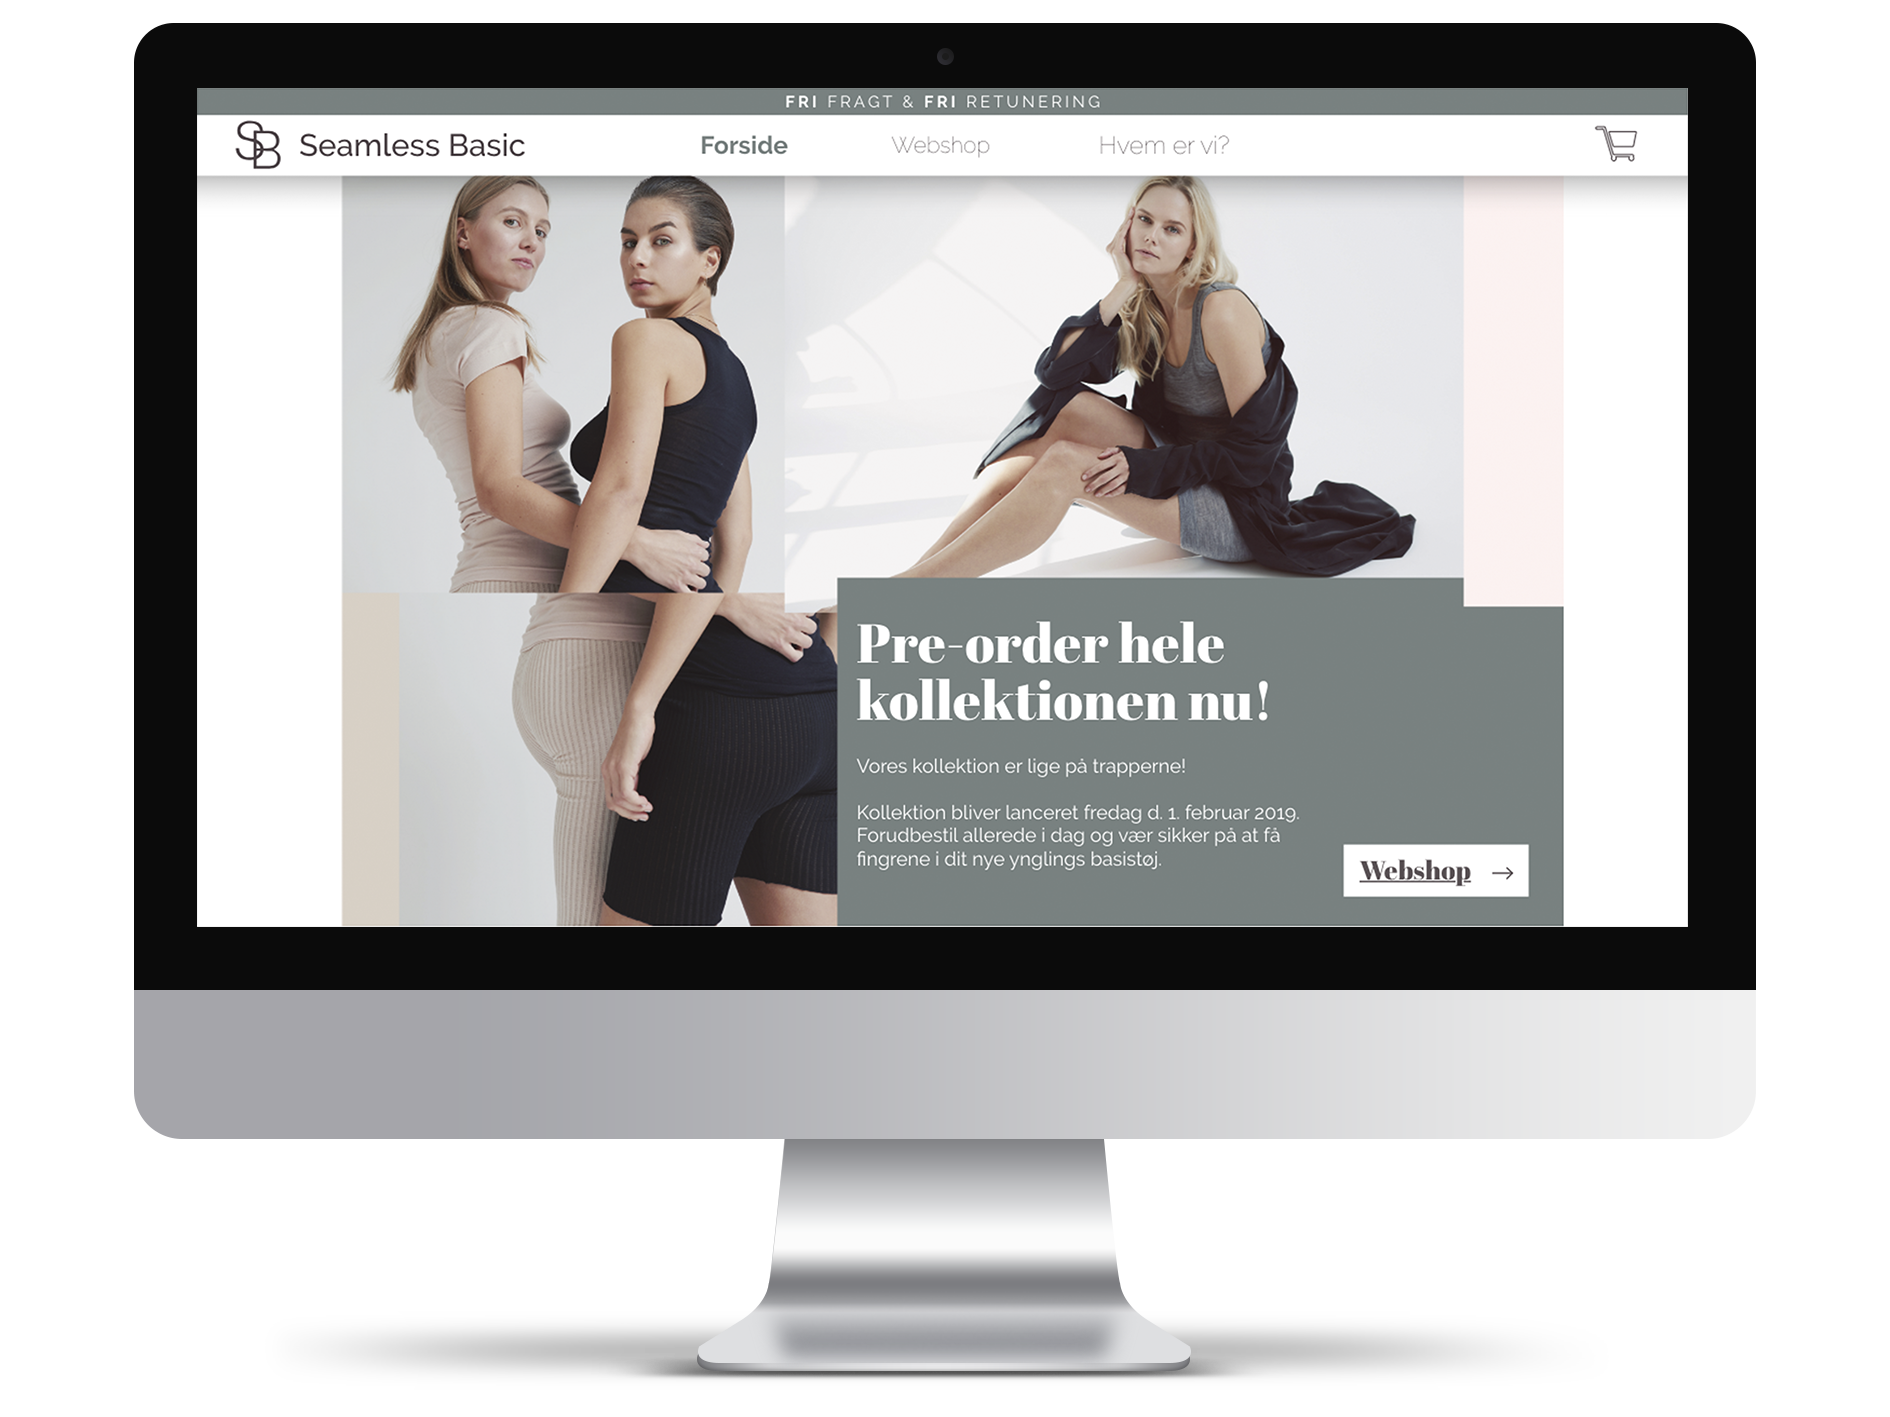 FRI FRAGT & FRI RETUNERING
SB Seamless Basic Forside Webshop Hvem er vi?
Pre-order hele
kollektionen nu!
Vores kollektion er lige på trapperne!
Kollektion bliver lanceret fredag d. 1. februar 2019.
Forudbestil allerede i dag og vær sikker på at få
fingrene i dit nye ynglings basistøj.
Webshop →